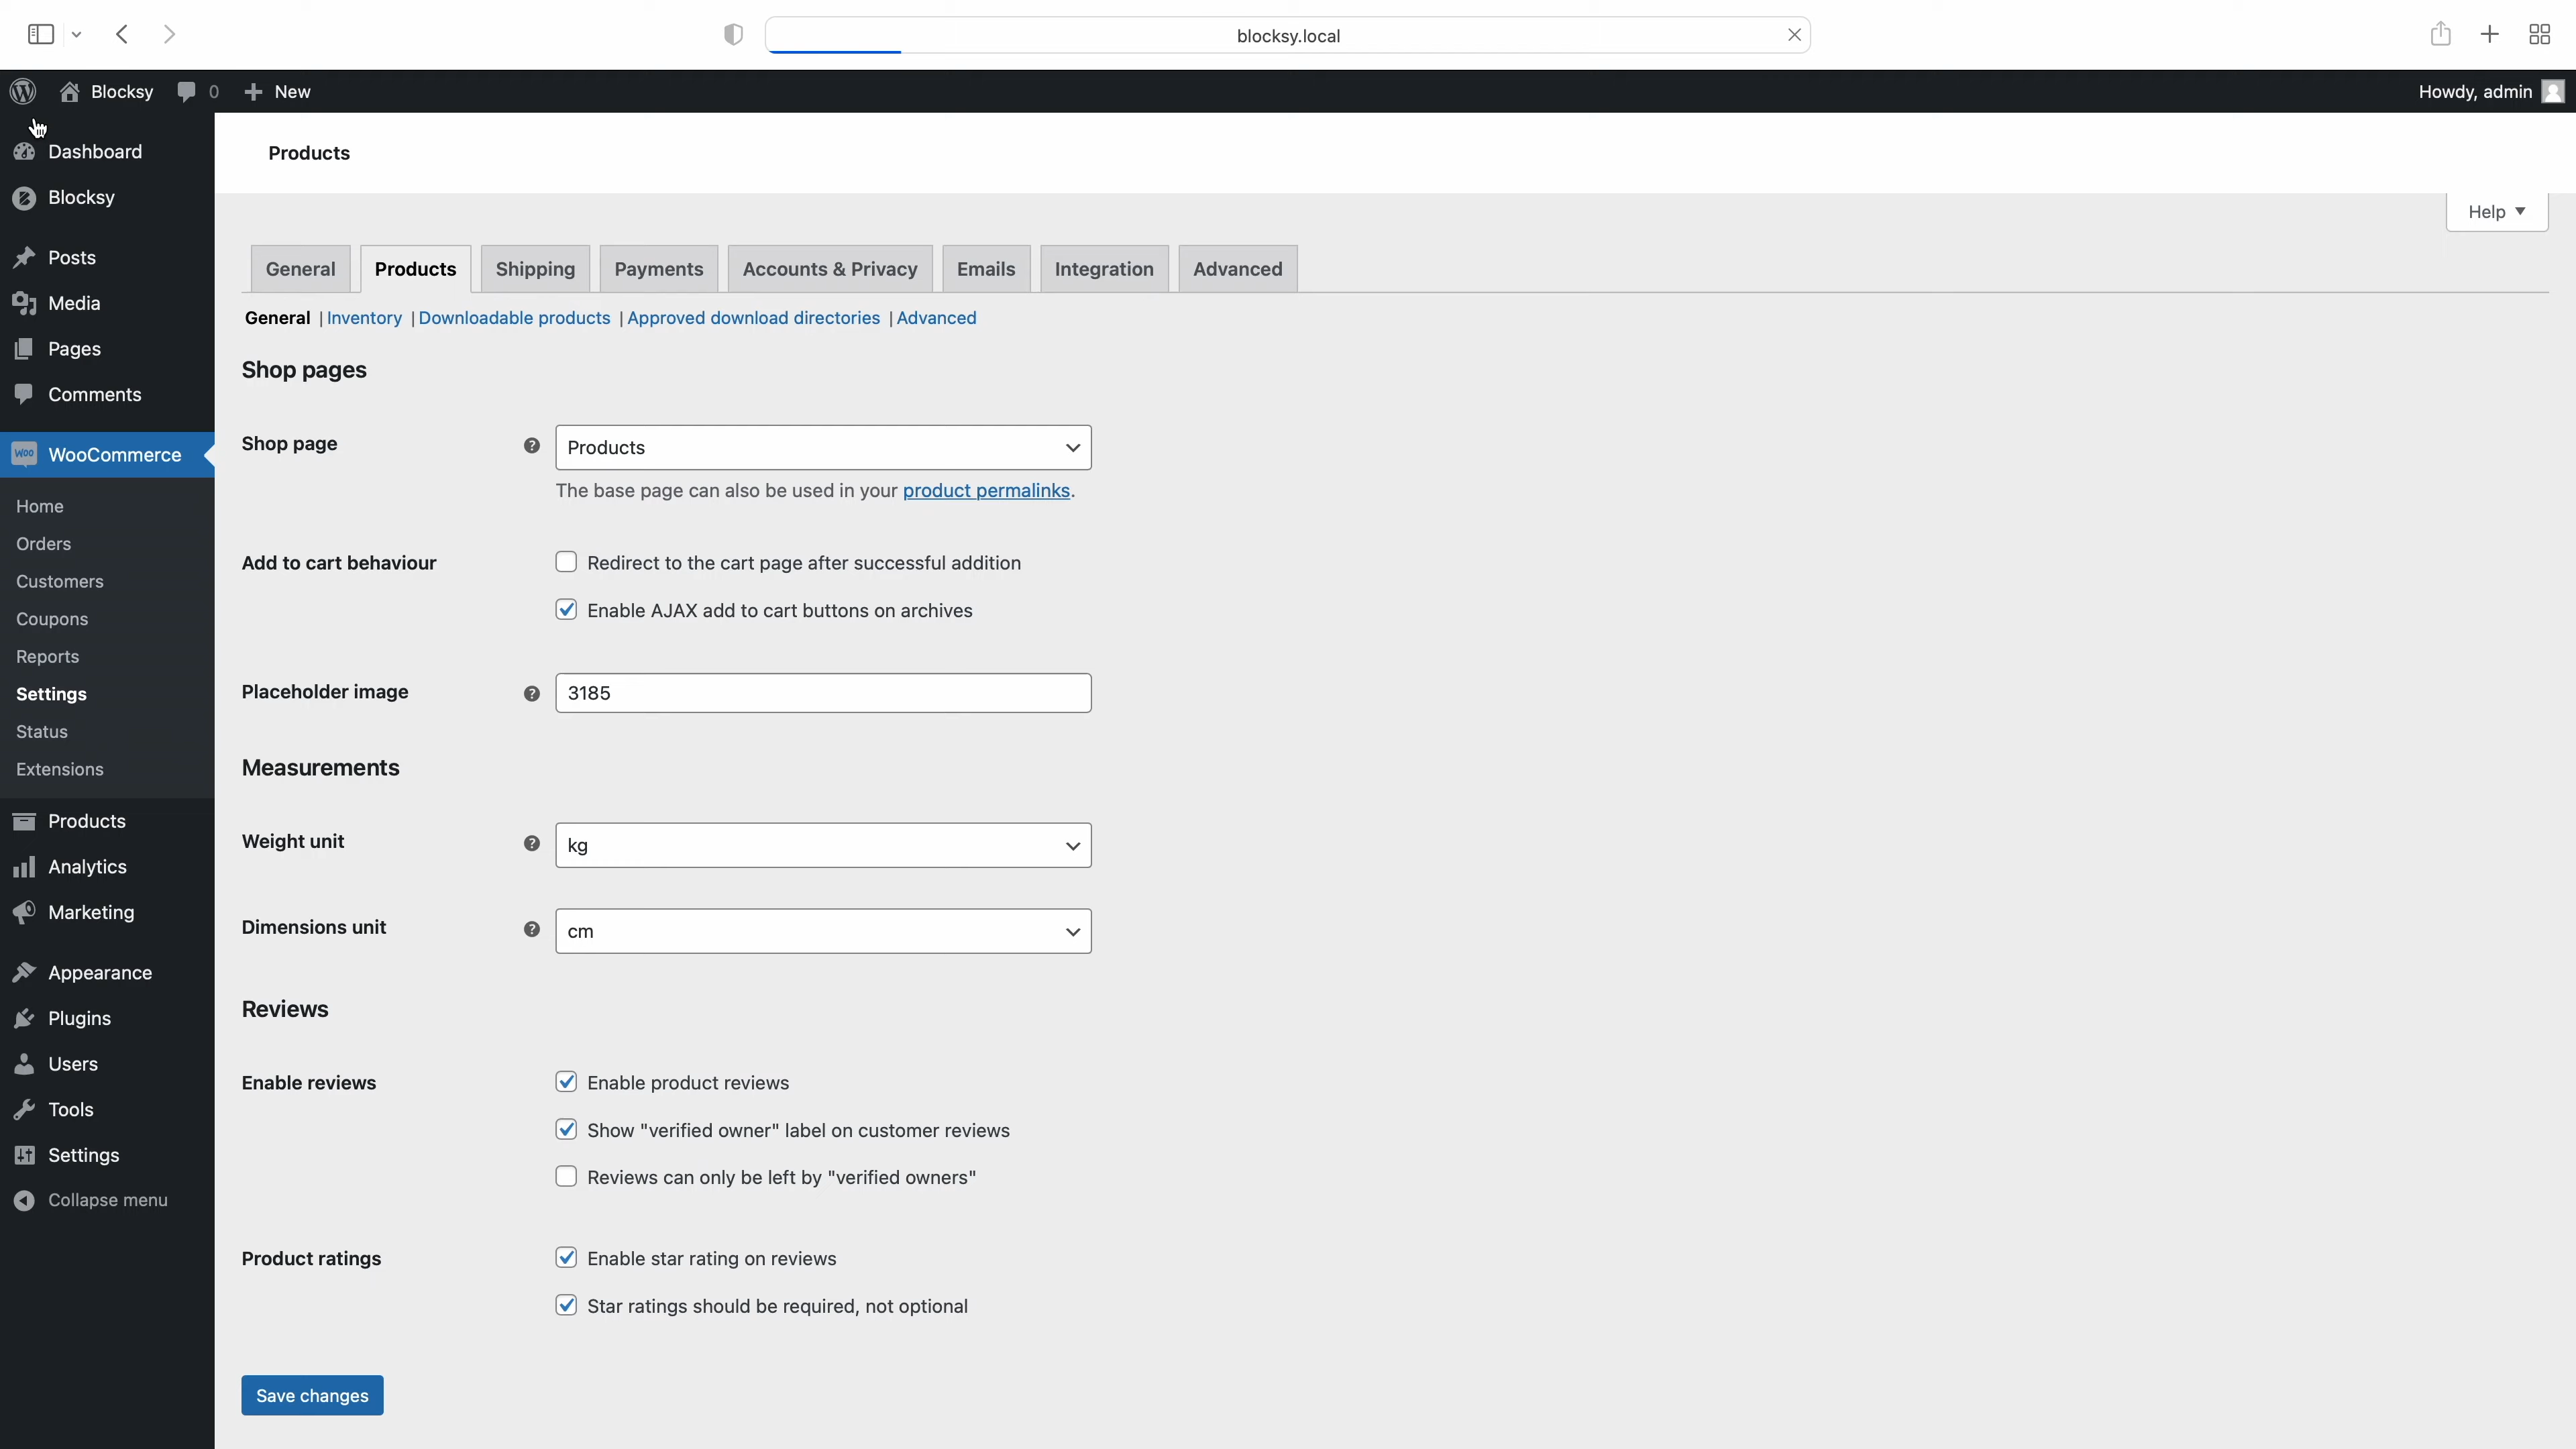 blocksy.local
Blocksy 0 New Howdy, admin
Dashboard
Blocksy
Posts
Media
Pages
Comments
Woo WooCommerce
Home
Orders
Customers
Coupons
Reports
Settings
Status
Extensions
Products
Analytics
Marketing
Appearance
Plugins
Users
Tools
Settings
Collapse menu
Products
Help
General Products Shipping Payments Accounts & Privacy Emails Integration Advanced
General | Inventory | Downloadable products | Approved download directories | Advanced
Shop pages
Shop page ? Products
The base page can also be used in your product permalinks.
Add to cart behaviour Redirect to the cart page after successful addition
Enable AJAX add to cart buttons on archives
Placeholder image ? 3185
Measurements
Weight unit ? kg
Dimensions unit ? cm
Reviews
Enable reviews Enable product reviews
Show "verified owner" label on customer reviews
Reviews can only be left by "verified owners"
Product ratings Enable star rating on reviews
Star ratings should be required, not optional
Save changes